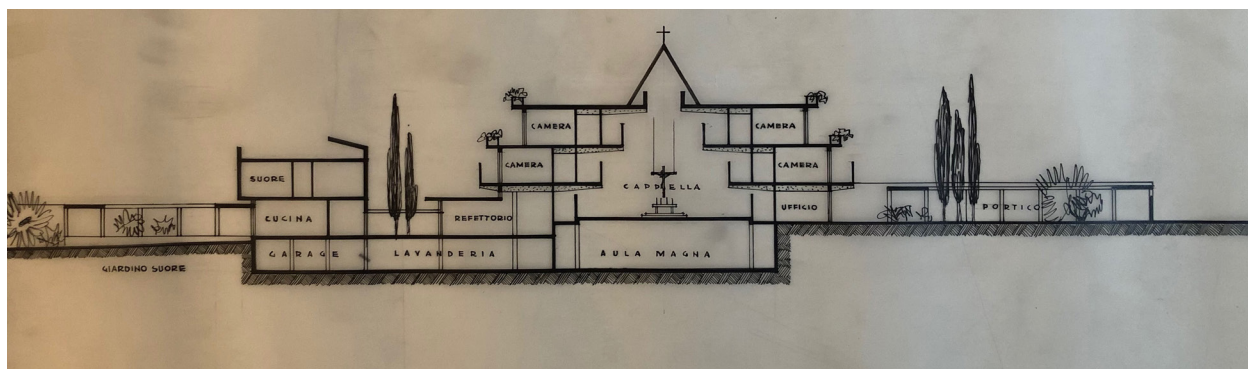 CAMERA CAMERA
SUORE CAMERA CAPPELLA CAMERA
CUCINA REFETTORIO UFFICIO PORTICO
GARAGE LAVANDERIA AULA MAGNA
GIARDINO SUORE